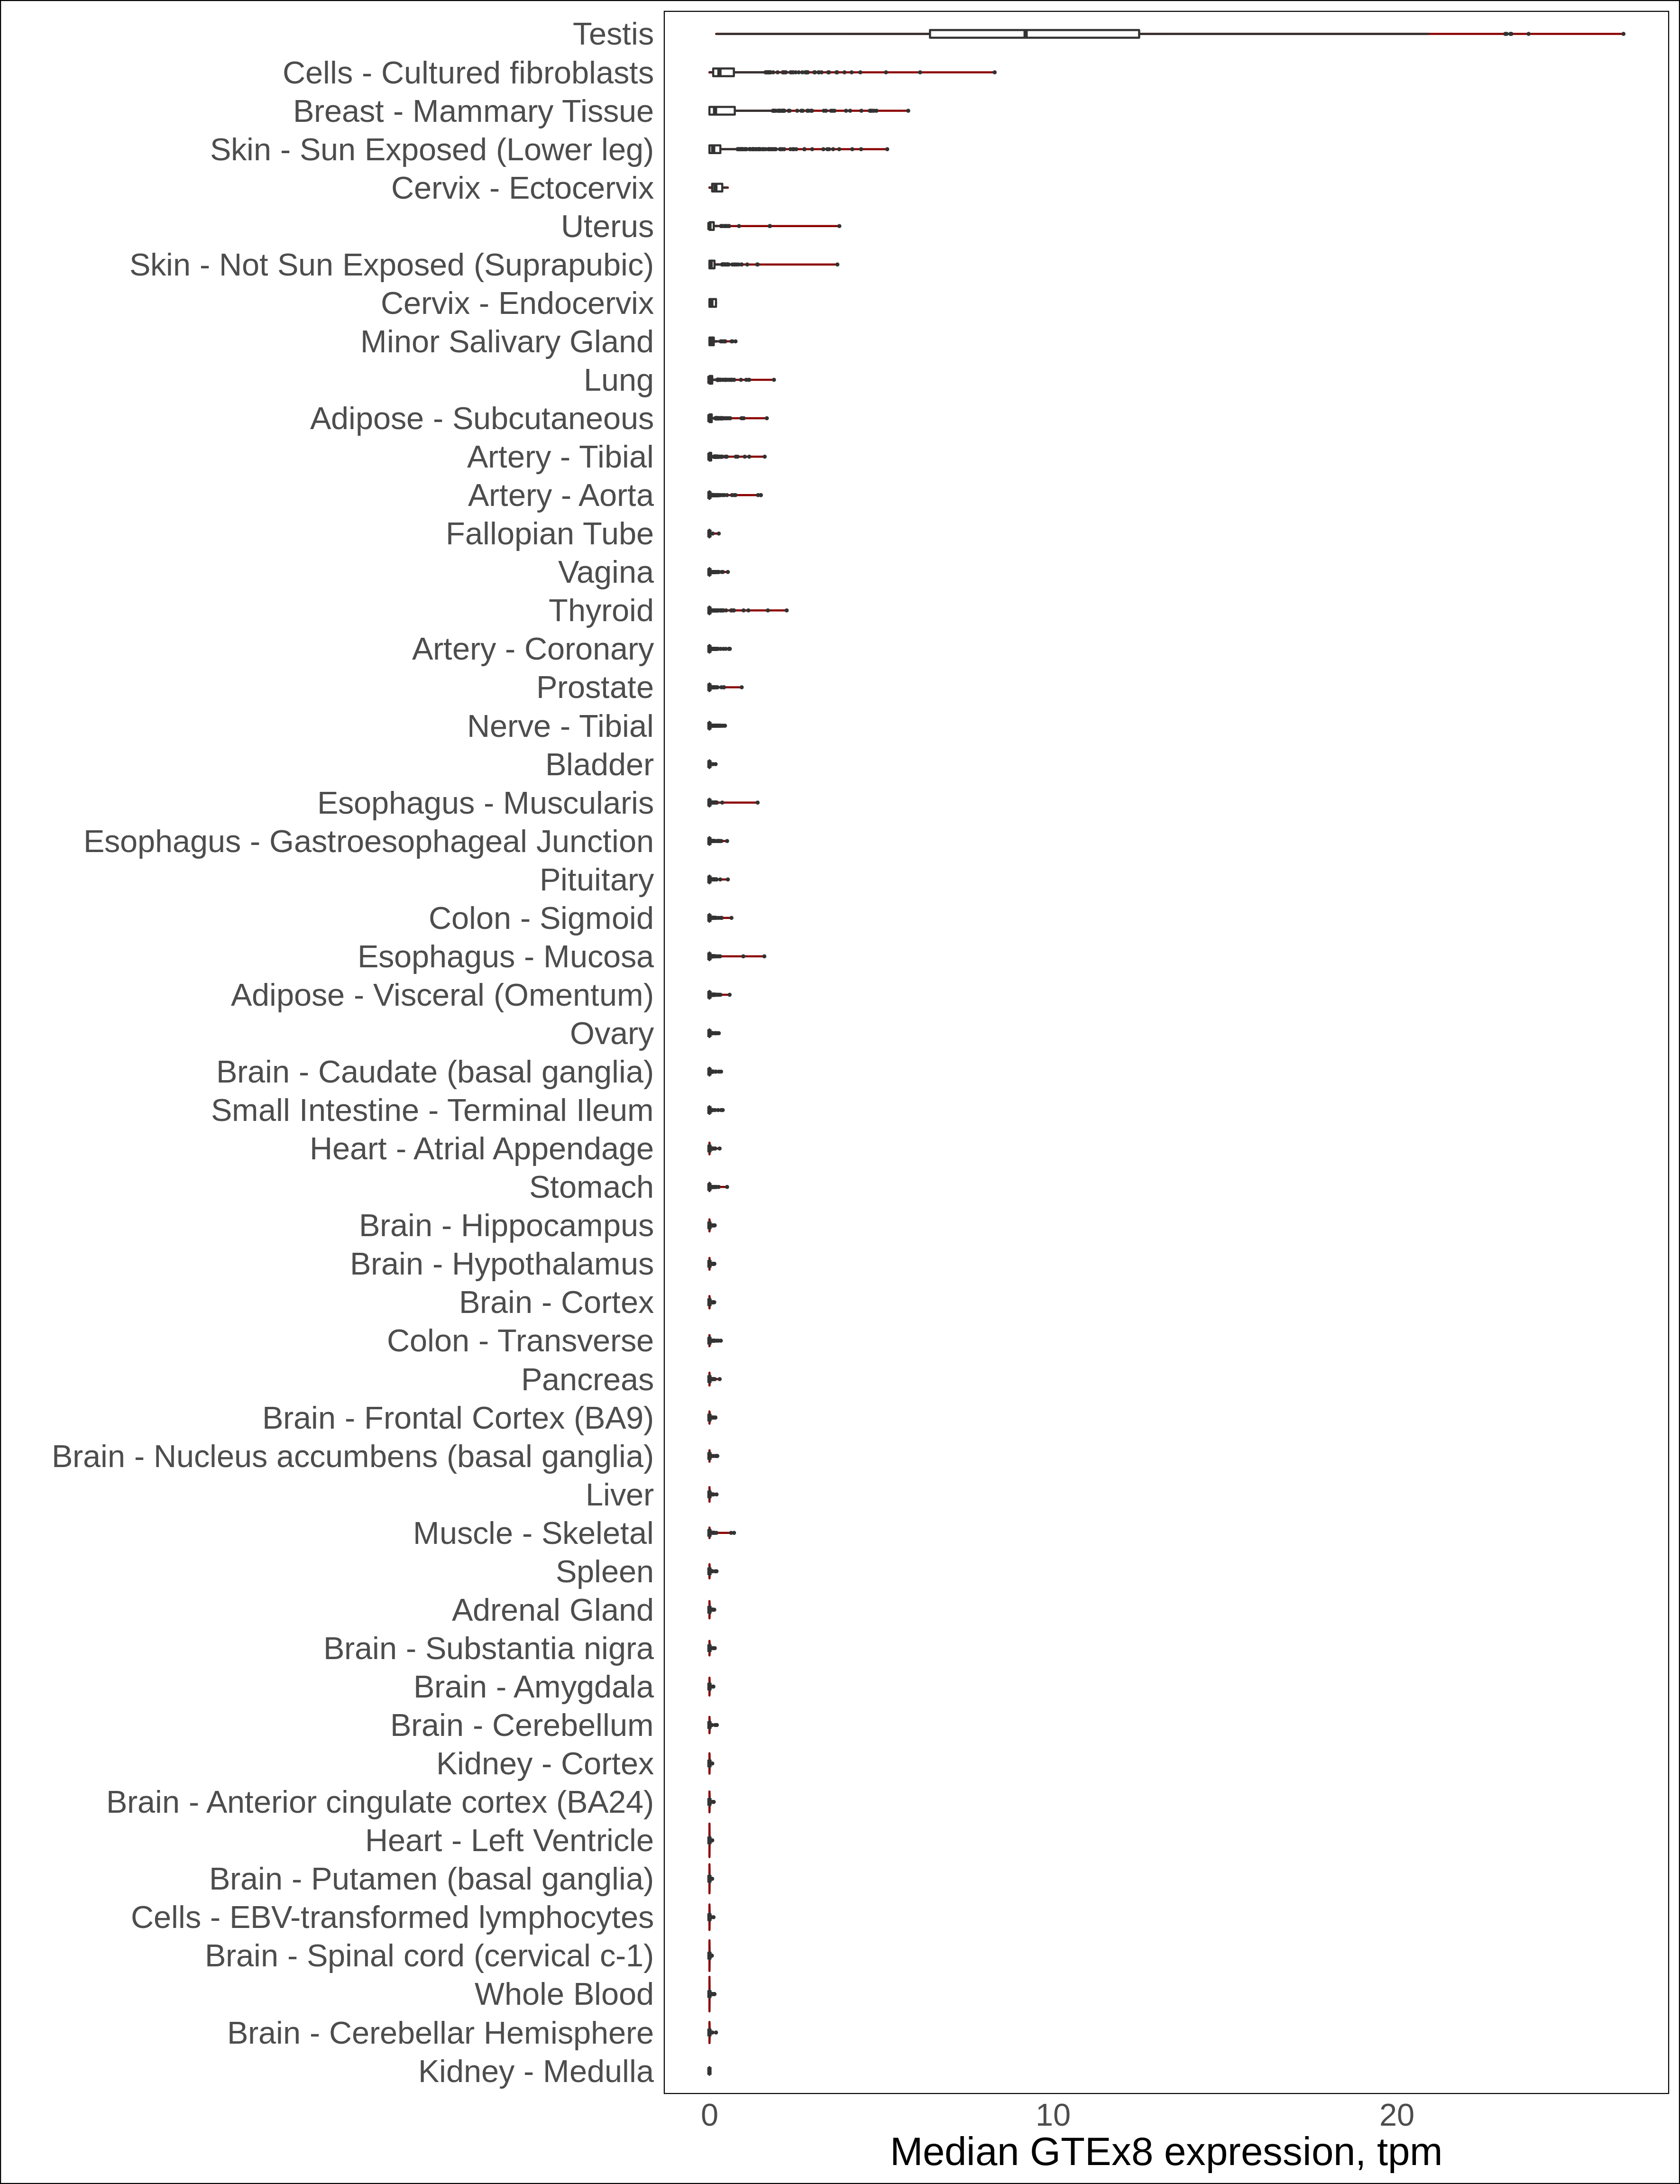 Testis
Cells - Cultured fibroblasts
Breast - Mammary Tissue
Skin - Sun Exposed (Lower leg)
Cervix - Ectocervix
Uterus
Skin - Not Sun Exposed (Suprapubic)
Cervix - Endocervix
Minor Salivary Gland
Lung
Adipose - Subcutaneous
Artery - Tibial
Artery - Aorta
Fallopian Tube
Vagina
Thyroid
Artery - Coronary
Prostate
Nerve - Tibial
Bladder
Esophagus - Muscularis
Esophagus - Gastroesophageal Junction
Pituitary
Colon - Sigmoid
Esophagus - Mucosa
Adipose - Visceral (Omentum)
Ovary
Brain - Caudate (basal ganglia)
Small Intestine - Terminal Ileum
Heart - Atrial Appendage
Stomach
Brain - Hippocampus
Brain - Hypothalamus
Brain - Cortex
Colon - Transverse
Pancreas
Brain - Frontal Cortex (BA9)
Brain - Nucleus accumbens (basal ganglia)
Liver
Muscle - Skeletal
Spleen
Adrenal Gland
Brain - Substantia nigra
Brain - Amygdala
Brain - Cerebellum
Kidney - Cortex
Brain - Anterior cingulate cortex (BA24)
Heart - Left Ventricle
Brain - Putamen (basal ganglia)
Cells - EBV-transformed lymphocytes
Brain - Spinal cord (cervical c-1)
Whole Blood
Brain - Cerebellar Hemisphere
Kidney - Medulla
0 10 20
Median GTEx8 expression, tpm